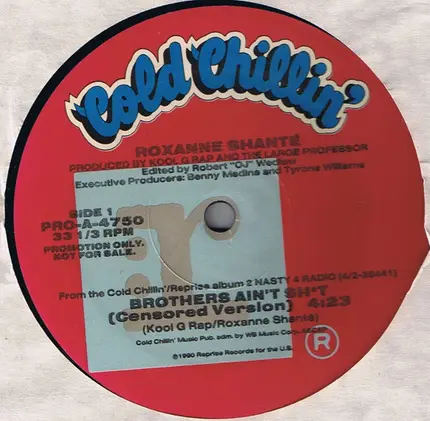 Cold Chillin'
ROXANNE SHANTÉ
PRODUCED BY KOOL G RAP AND THE LARGE PROFESSOR
Edited by Robert "OJ" Wedlosi
Executive Producers: Benny Medina and Tyrone Williams
SIDE 1
PRO-A-4750
33 1/3 RPM
PROMOTION ONLY.
NOT FOR SALE.
r
From the Cold Chillin'/Reprise album 2 NASTY 4 RADIO (4/2-26441)
BROTHERS AIN'T SH*T
(Censored Version) 4:23
(Kool G Rap/Roxanne Shanté)
Cold Chillin' Music Pub. adm. by WB Music Corp. ASCAP
©1990 Reprise Records for the U.S.
R